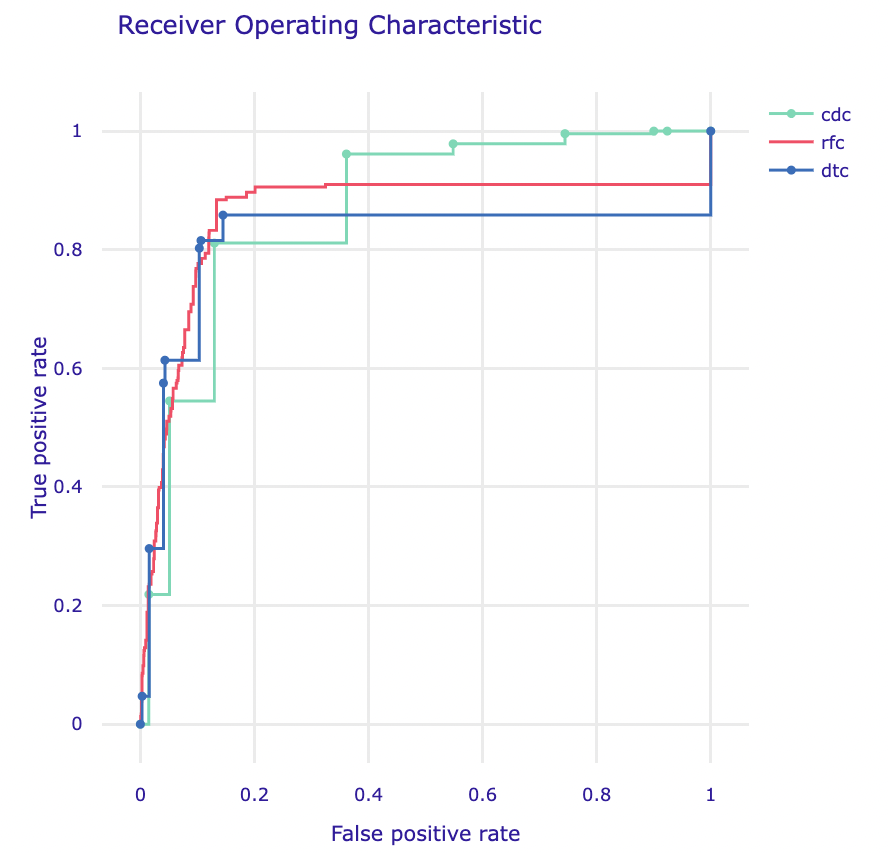 Receiver Operating Characteristic
cdc
rfc
dtc
True positive rate
1
0.8
0.6
0.4
0.2
0
0
0.2
0.4
0.6
0.8
1
False positive rate